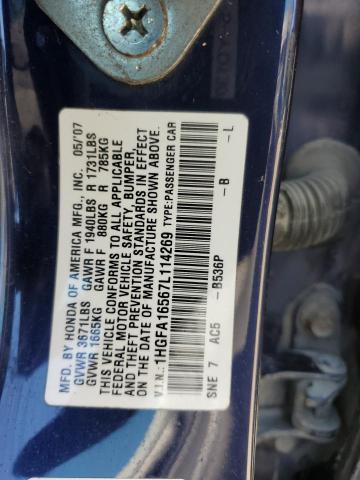 MFD. BY HONDA OF AMERICA MFG., INC. 05/'07
GVWR 3671LBS GAWR F 1940LBS R 1731LBS
GVWR 1665KG GAWR F 880KG R 785KG
THIS VEHICLE CONFORMS TO ALL APPLICABLE
FEDERAL MOTOR VEHICLE SAFETY, BUMPER,
AND THEFT PREVENTION STANDARDS IN EFFECT
ON THE DATE OF MANUFACTURE SHOWN ABOVE.
V.I.N.: 1HGFA16567L114269 TYPE:PASSENGER CAR
SNE 7 AC5 -B536P -B -L